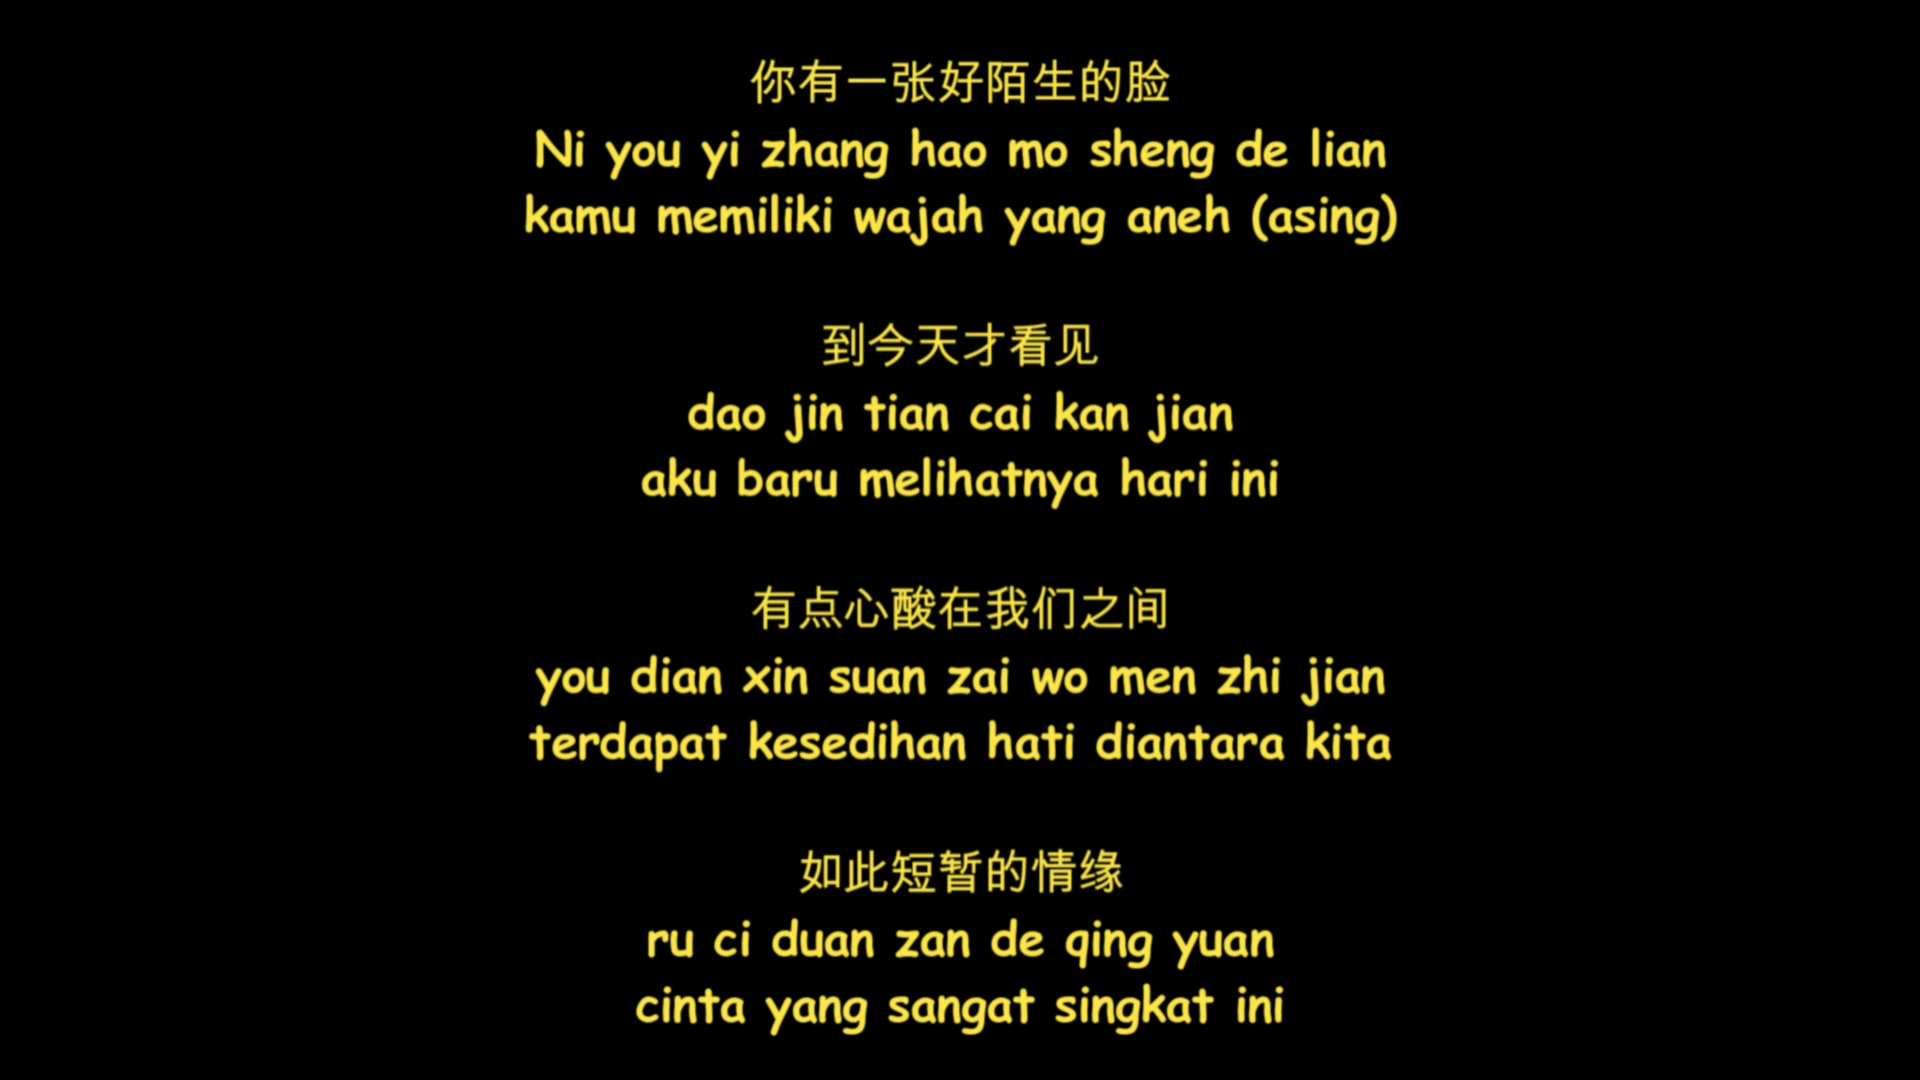 你有一张好陌生的脸
Ni you yi zhang hao mo sheng de lian
kamu memiliki wajah yang aneh (asing)
到今天才看见
dao jin tian cai kan jian
aku baru melihatnya hari ini
有点心酸在我们之间
you dian xin suan zai wo men zhi jian
terdapat kesedihan hati diantara kita
如此短暂的情缘
ru ci duan zan de qing yuan
cinta yang sangat singkat ini